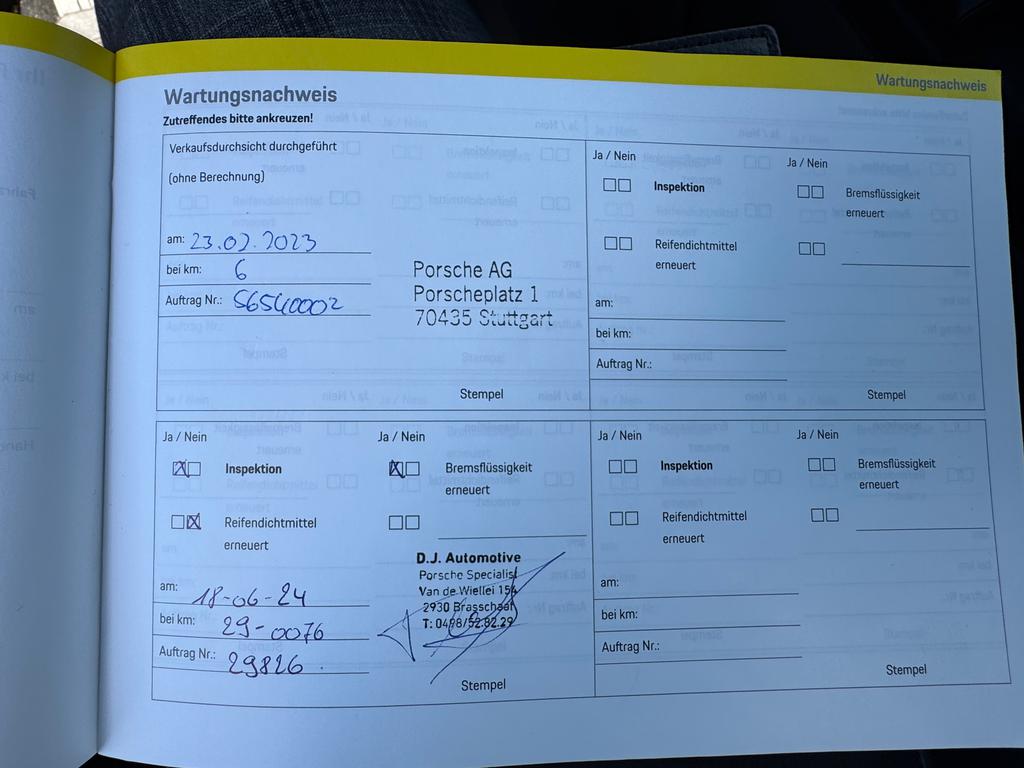 Wartungsnachweis
Wartungsnachweis
Zutreffendes bitte ankreuzen!
Verkaufsdurchsicht durchgeführt
(ohne Berechnung)
am: 23.02.2023
bei km: 6
Auftrag Nr.: 56540002
Porsche AG
Porscheplatz 1
70435 Stuttgart
Stempel
Ja / Nein Ja / Nein
Inspektion Bremsflüssigkeit
erneuert
Reifendichtmittel
erneuert
am:
bei km:
Auftrag Nr.:
Stempel
Ja / Nein Ja / Nein
Inspektion Bremsflüssigkeit
erneuert
Reifendichtmittel
erneuert
am: 18-06-24
bei km: 29-0076
Auftrag Nr.: 29826
D.J. Automotive
Porsche Specialist
Van de Wiellei 154
2930 Brasschaat
T: 0498/52.82.29
Stempel
Ja / Nein Ja / Nein
Inspektion Bremsflüssigkeit
erneuert
Reifendichtmittel
erneuert
am:
bei km:
Auftrag Nr.:
Stempel